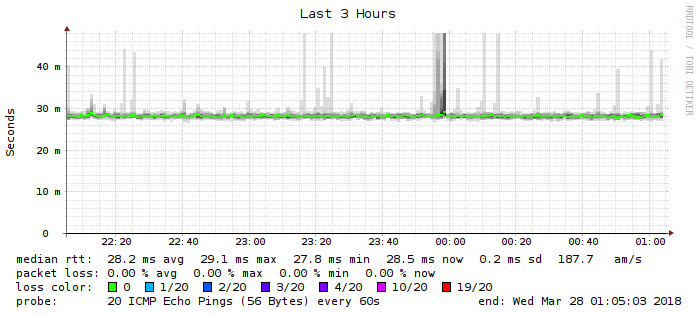 Last 3 Hours
RRDTOOL / TOBI OETIKER
Seconds
40 m
30 m
20 m
10 m
0
22:20 22:40 23:00 23:20 23:40 00:00 00:20 00:40 01:00
median rtt: 28.2 ms avg 29.1 ms max 27.8 ms min 28.5 ms now 0.2 ms sd 187.7 am/s
packet loss: 0.00 % avg 0.00 % max 0.00 % min 0.00 % now
loss color: 0 1/20 2/20 3/20 4/20 10/20 19/20
probe: 20 ICMP Echo Pings (56 Bytes) every 60s end: Wed Mar 28 01:05:03 2018